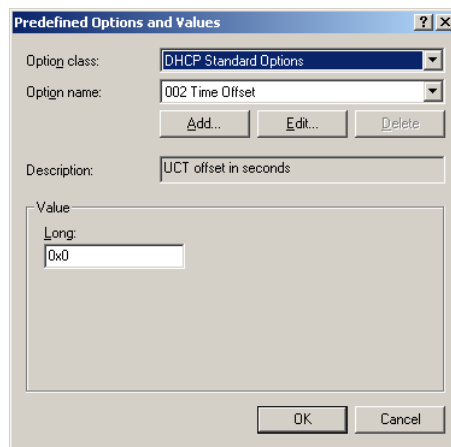 Predefined Options and Values
Option class: DHCP Standard Options
Option name: 002 Time Offset
Add... Edit... Delete
Description: UCT offset in seconds
Value
Long:
0x0
OK Cancel